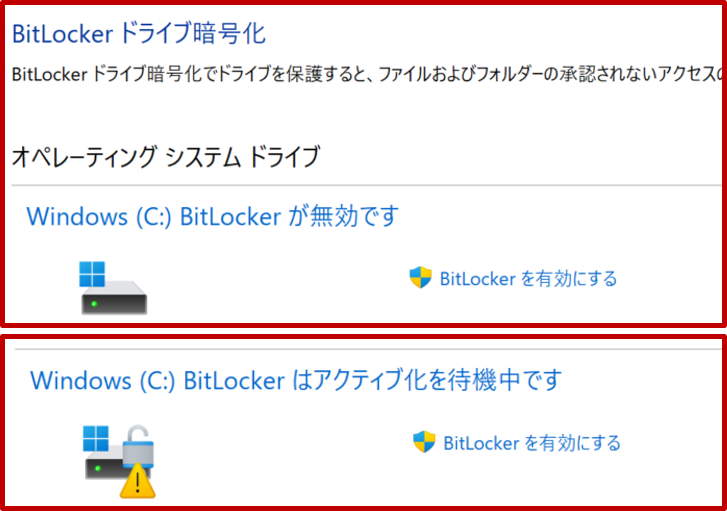 BitLocker ドライブ暗号化
BitLocker ドライブ暗号化でドライブを保護すると、ファイルおよびフォルダーの承認されないアクセスの
オペレーティング システム ドライブ
Windows (C:) BitLocker が無効です
BitLocker を有効にする
Windows (C:) BitLocker はアクティブ化を待機中です
BitLocker を有効にする